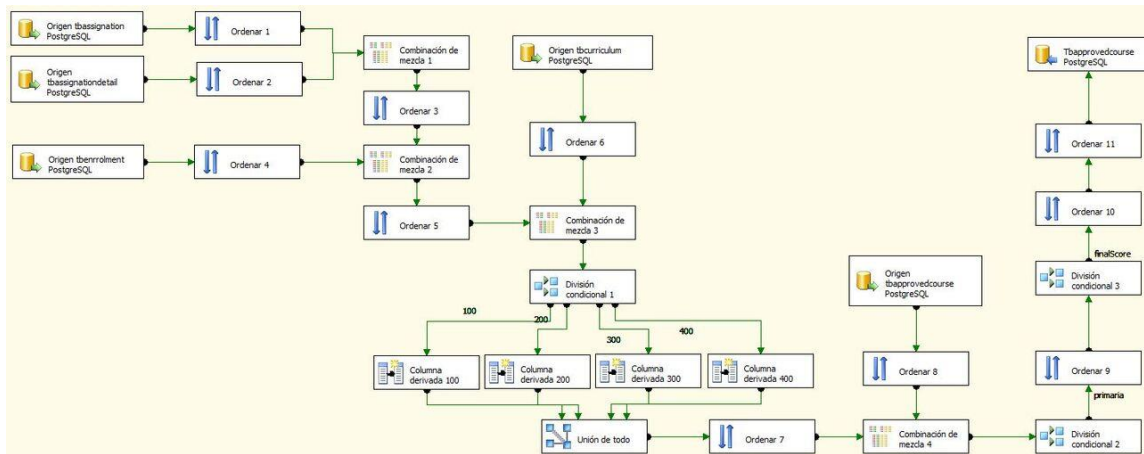 Origen tbassignation
PostgreSQL
Ordenar 1
Origen
tbassignationdetail
PostgreSQL
Ordenar 2
Combinación de
mezcla 1
Ordenar 3
Origen tbenrrolment
PostgreSQL
Ordenar 4
Combinación de
mezcla 2
Ordenar 5
Origen tbcurriculum
PostgreSQL
Ordenar 6
Combinación de
mezcla 3
División
condicional 1
100
200
300
400
Columna
derivada 100
Columna
derivada 200
Columna
derivada 300
Columna
derivada 400
Unión de todo
Ordenar 7
Origen
tbapprovedcourse
PostgreSQL
Ordenar 8
Combinación de
mezcla 4
División
condicional 2
primaria
Ordenar 9
División
condicional 3
finalScore
Ordenar 10
Ordenar 11
Tbapprovedcourse
PostgreSQL